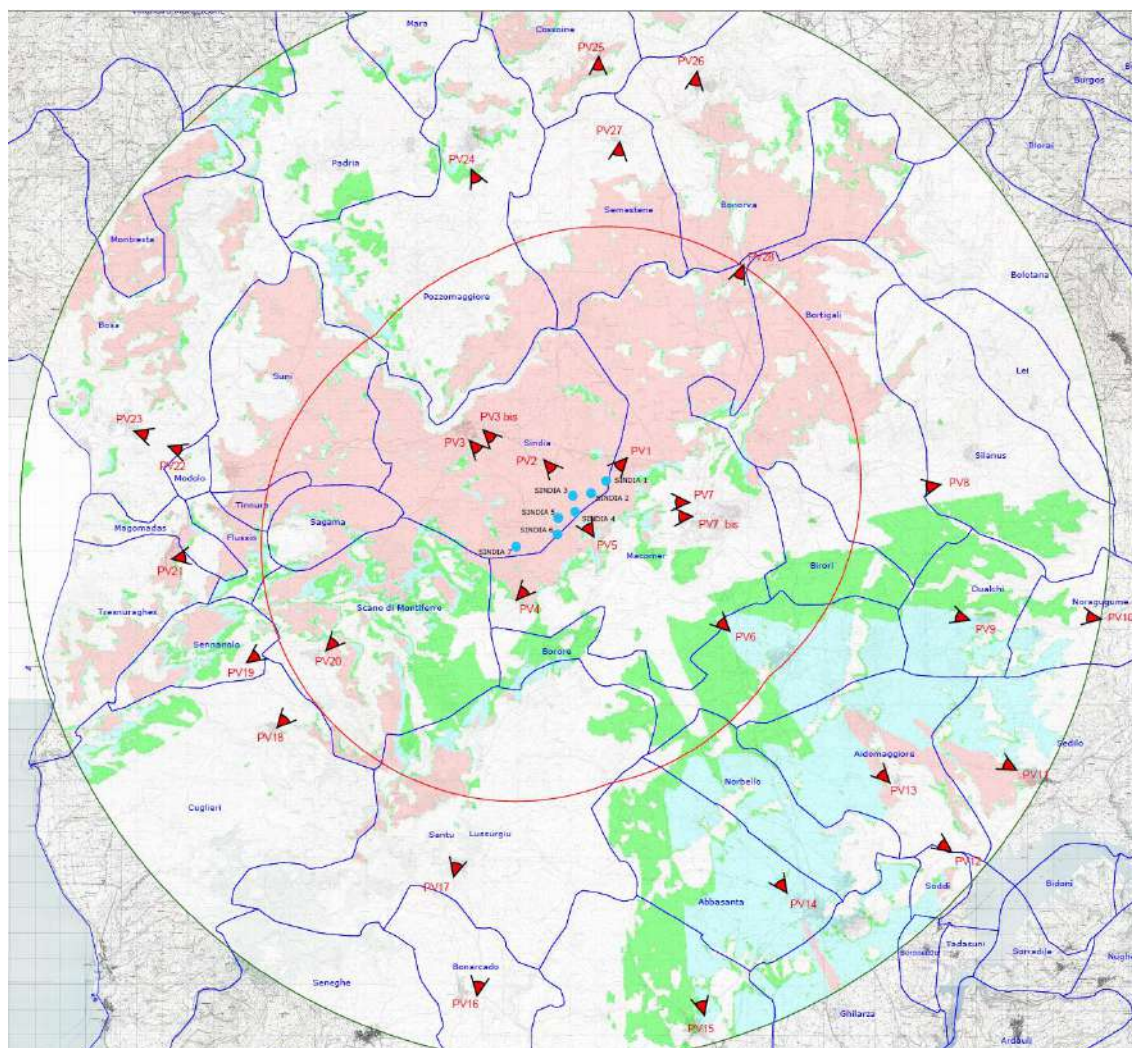 Mara
Cossoine
PV25
PV26
Burgos
PV27
Illorai
Padria
PV24
Semestene
Bonorva
Monteresta
PV28
Bolotana
Pozzomaggiore
Bosa
Bortigali
Suni
Lei
PV23
PV3 bis
PV3
Sindia
PV1
Silanus
PV22
PV2
Modolo
SINDIA 1
PV8
SINDIA 3
SINDIA 2
PV7
Tinnura
Magomadas
Sagama
SINDIA 5
SINDIA 4
PV7 bis
Flussio
SINDIA 6
PV5
SINDIA 7
Macomer
PV21
Birori
Dualchi
Tresnuraghes
Scano di Montiferro
PV4
Noragugume
PV10
PV9
PV6
Sennariolo
PV20
Borore
PV19
PV18
Sedilo
Aidomaggiore
PV11
Norbello
PV13
Cuglieri
Santu Lussurgiu
PV12
PV17
Soddi
Bidoni
PV14
Abbasanta
Tadasuni
Sorradile
Boroneddu
Bonarcado
Seneghe
PV16
PV15
Ghilarza
Ardauli